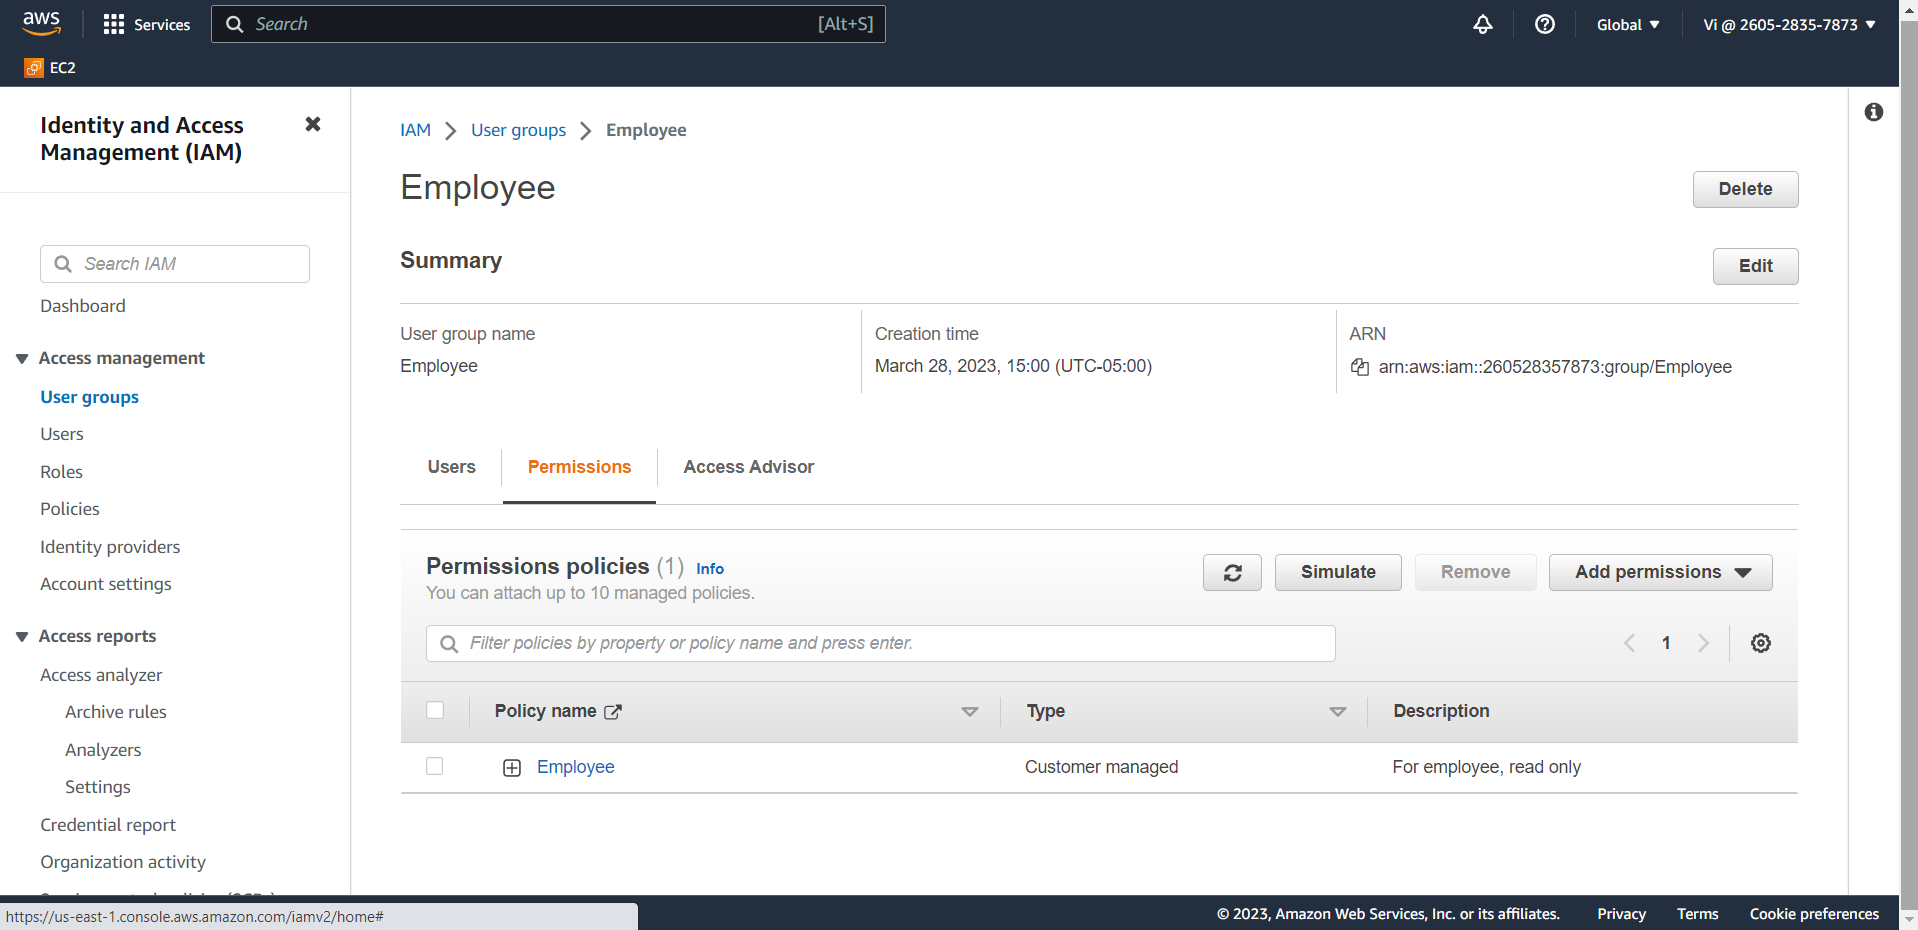 aws
Services
Search
[Alt+S]
Global
Vi @ 2605-2835-7873
EC2
Identity and Access
Management (IAM)
Search IAM
Dashboard
Access management
User groups
Users
Roles
Policies
Identity providers
Account settings
Access reports
Access analyzer
Archive rules
Analyzers
Settings
Credential report
Organization activity
IAM
User groups
Employee
Employee
Delete
Summary
Edit
User group name
Employee
Creation time
March 28, 2023, 15:00 (UTC-05:00)
ARN
arn:aws:iam::260528357873:group/Employee
Users
Permissions
Access Advisor
Permissions policies (1) Info
You can attach up to 10 managed policies.
Simulate
Remove
Add permissions
Filter policies by property or policy name and press enter.
1
Policy name
Type
Description
Employee
Customer managed
For employee, read only
https://us-east-1.console.aws.amazon.com/iamv2/home#
© 2023, Amazon Web Services, Inc. or its affiliates.
Privacy
Terms
Cookie preferences